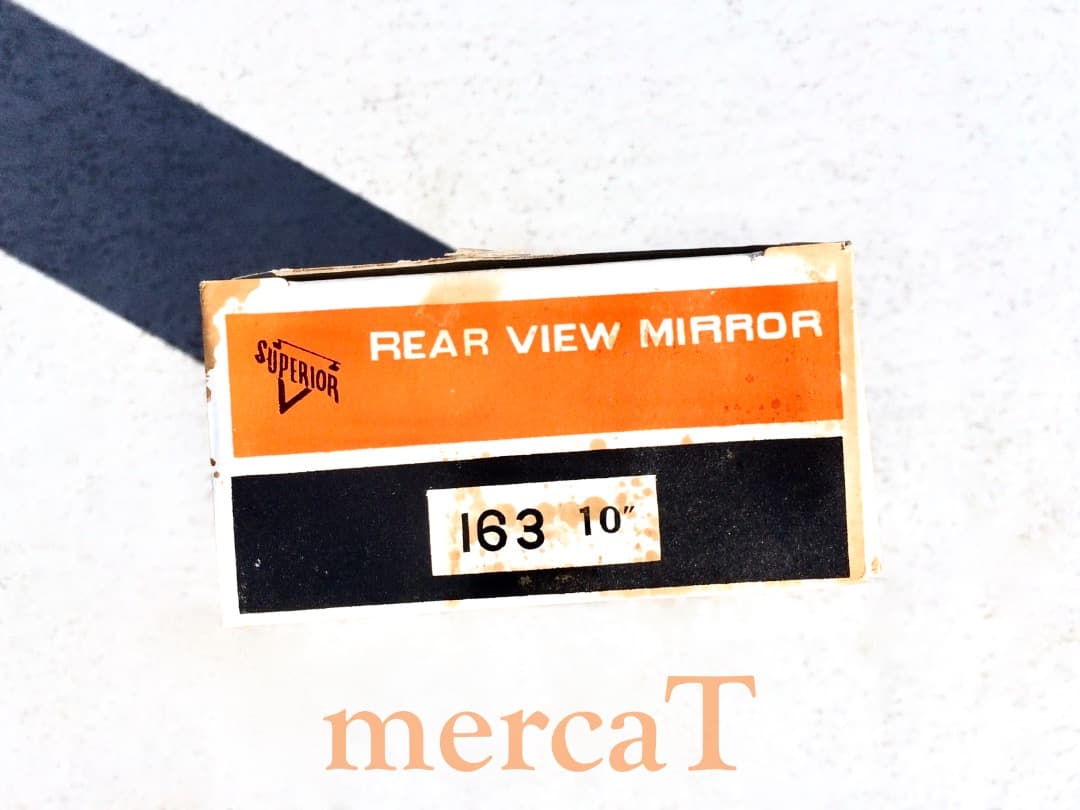 REAR VIEW MIRROR
SUPERIOR
163 10"
mercaT